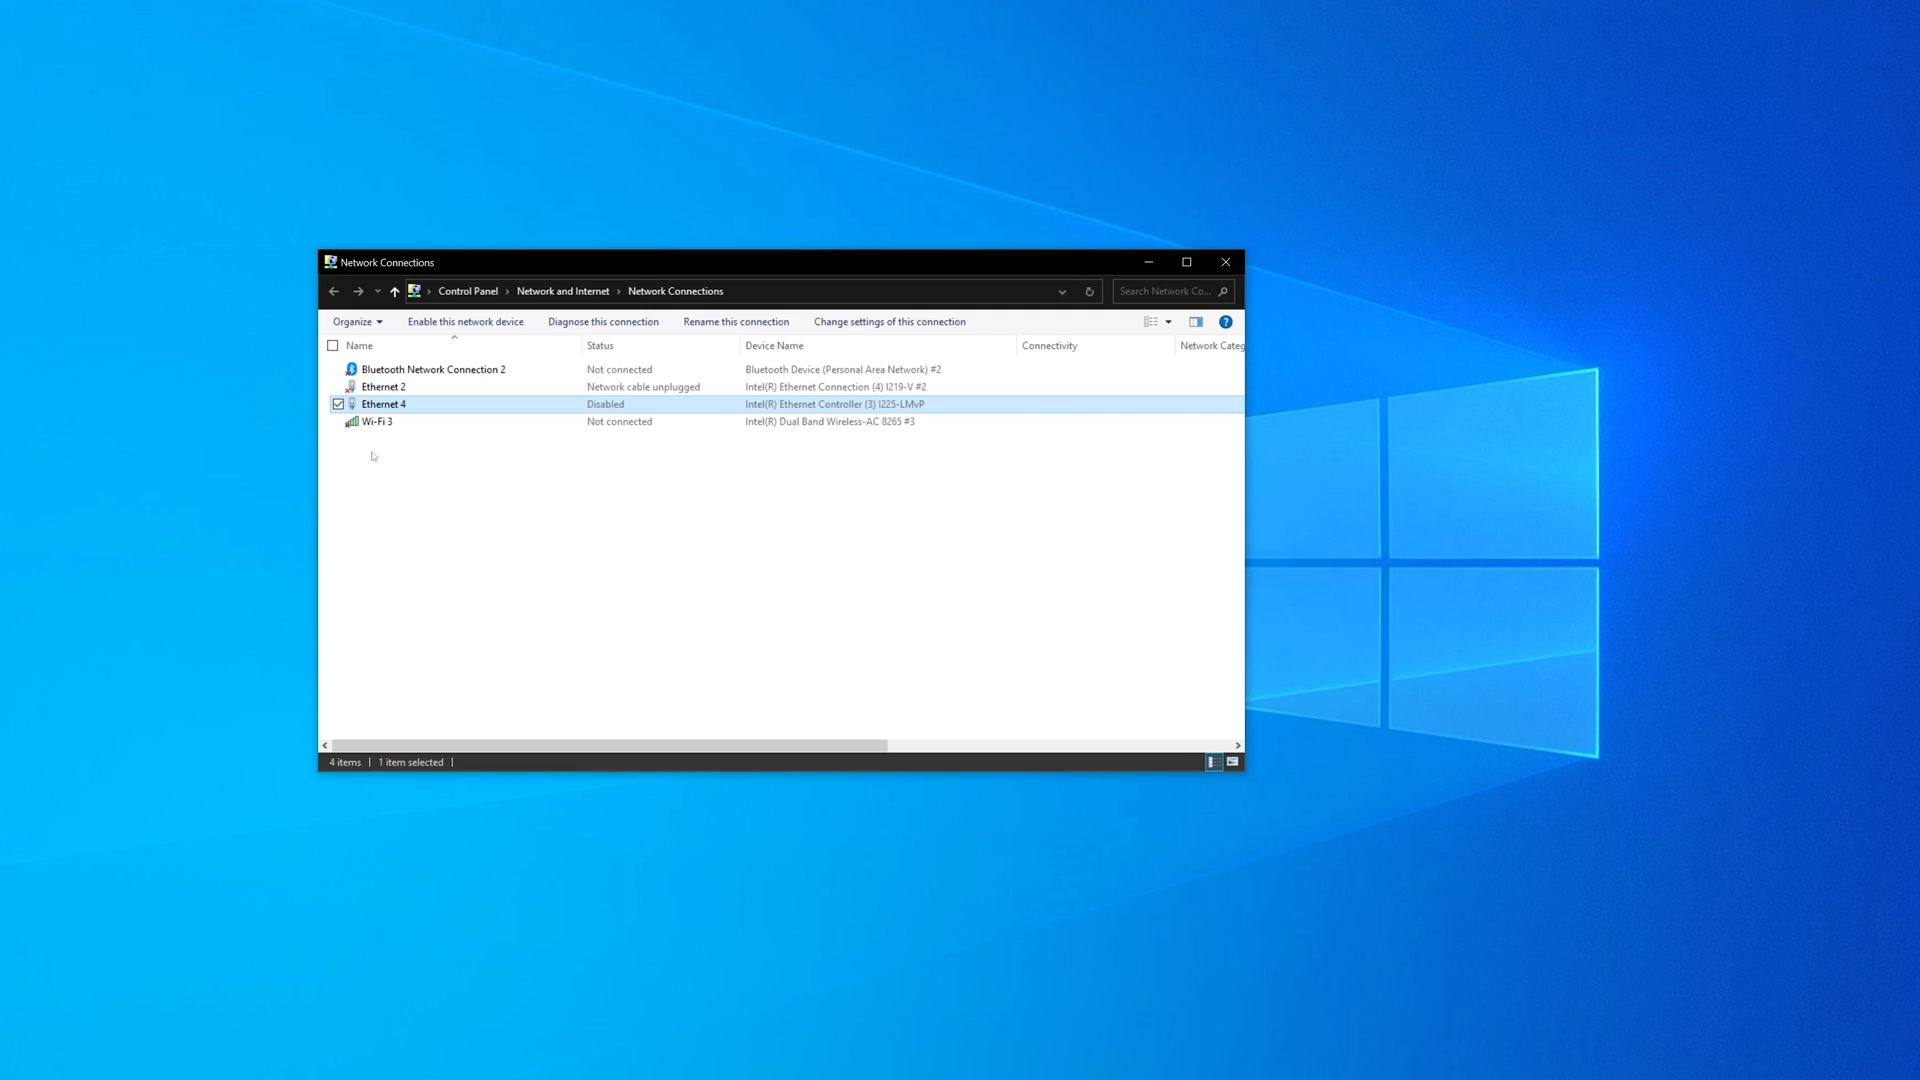 Network Connections
Control Panel > Network and Internet > Network Connections
Search Network Co...
Organize Enable this network device Diagnose this connection Rename this connection Change settings of this connection
Name Status Device Name Connectivity Network Categ
Bluetooth Network Connection 2 Not connected Bluetooth Device (Personal Area Network) #2
Ethernet 2 Network cable unplugged Intel(R) Ethernet Connection (4) I219-V #2
Ethernet 4 Disabled Intel(R) Ethernet Controller (3) I225-LMvP
Wi-Fi 3 Not connected Intel(R) Dual Band Wireless-AC 8265 #3
4 items | 1 item selected |